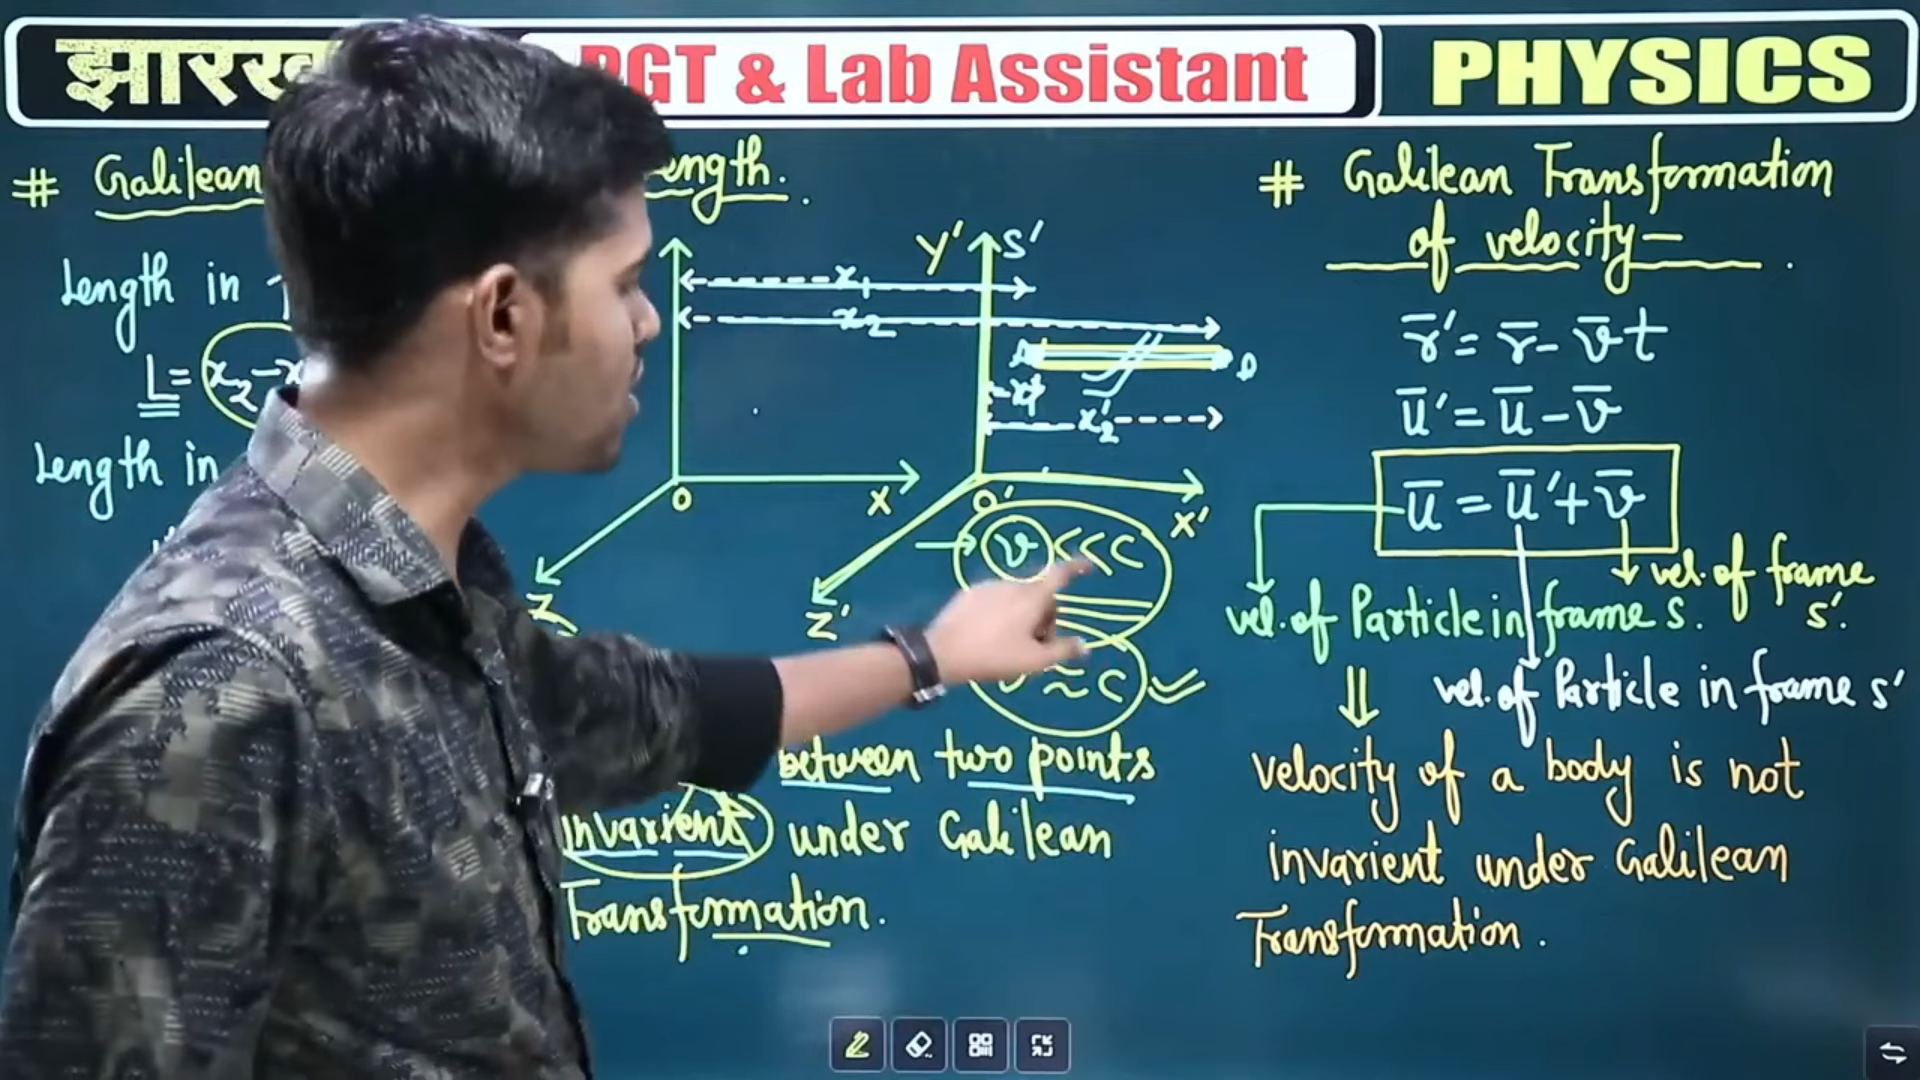 PGT & Lab Assistant
PHYSICS
# Galilean
length.
Length in
L = x₂ - x
Length in
Y'
S'
x₁
x₂
x₂'
O
X
O'
X'
Z
Z'
v <<C
≈ C
between two points
invarient under Galilean
Transformation.
# Galilean Transformation
of velocity—
r̄' = r̄ - v̄t
ū' = ū - v̄
ū = ū' + v̄
vel. of frame
S'.
vel. of Particle in frame S.
vel. of Particle in frame S'
velocity of a body is not
invarient under Galilean
Transformation.